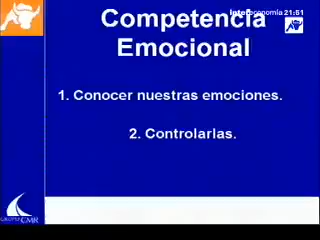 Competencia
Intereconomía 21:51
Emocional
1. Conocer nuestras emociones.
2. Controlarlas.
GRUPO CMR